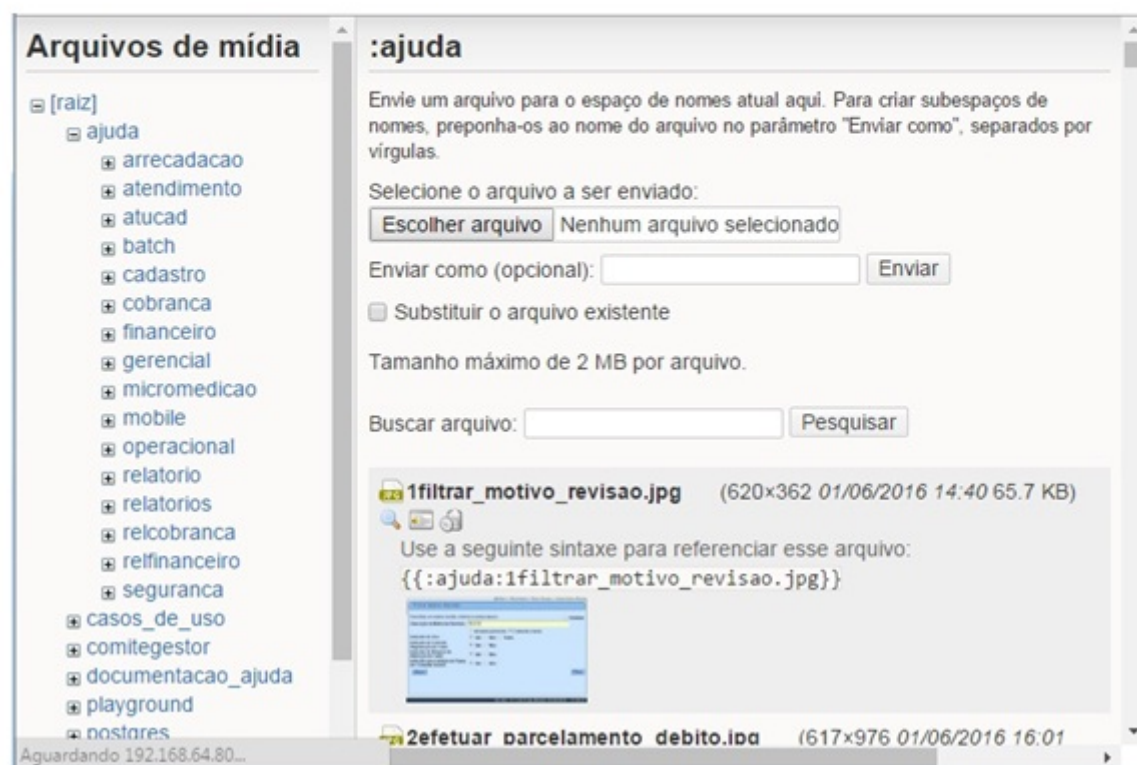 Arquivos de mídia
[raiz]
ajuda
arrecadacao
atendimento
atucad
batch
cadastro
cobranca
financeiro
gerencial
micromedicao
mobile
operacional
relatorio
relatorios
relcobranca
relfinanceiro
seguranca
casos_de_uso
comitegestor
documentacao_ajuda
playground
postgres
Aguardando 192.168.64.80...
:ajuda
Envie um arquivo para o espaço de nomes atual aqui. Para criar subespaços de
nomes, preponha-os ao nome do arquivo no parâmetro "Enviar como", separados por
vírgulas.
Selecione o arquivo a ser enviado:
Escolher arquivo Nenhum arquivo selecionado
Enviar como (opcional): Enviar
Substituir o arquivo existente
Tamanho máximo de 2 MB por arquivo.
Buscar arquivo: Pesquisar
1filtrar_motivo_revisao.jpg (620×362 01/06/2016 14:40 65.7 KB)
Use a seguinte sintaxe para referenciar esse arquivo:
{{:ajuda:1filtrar_motivo_revisao.jpg}}
2efetuar_parcelamento_debito.jpg (617×976 01/06/2016 16:01